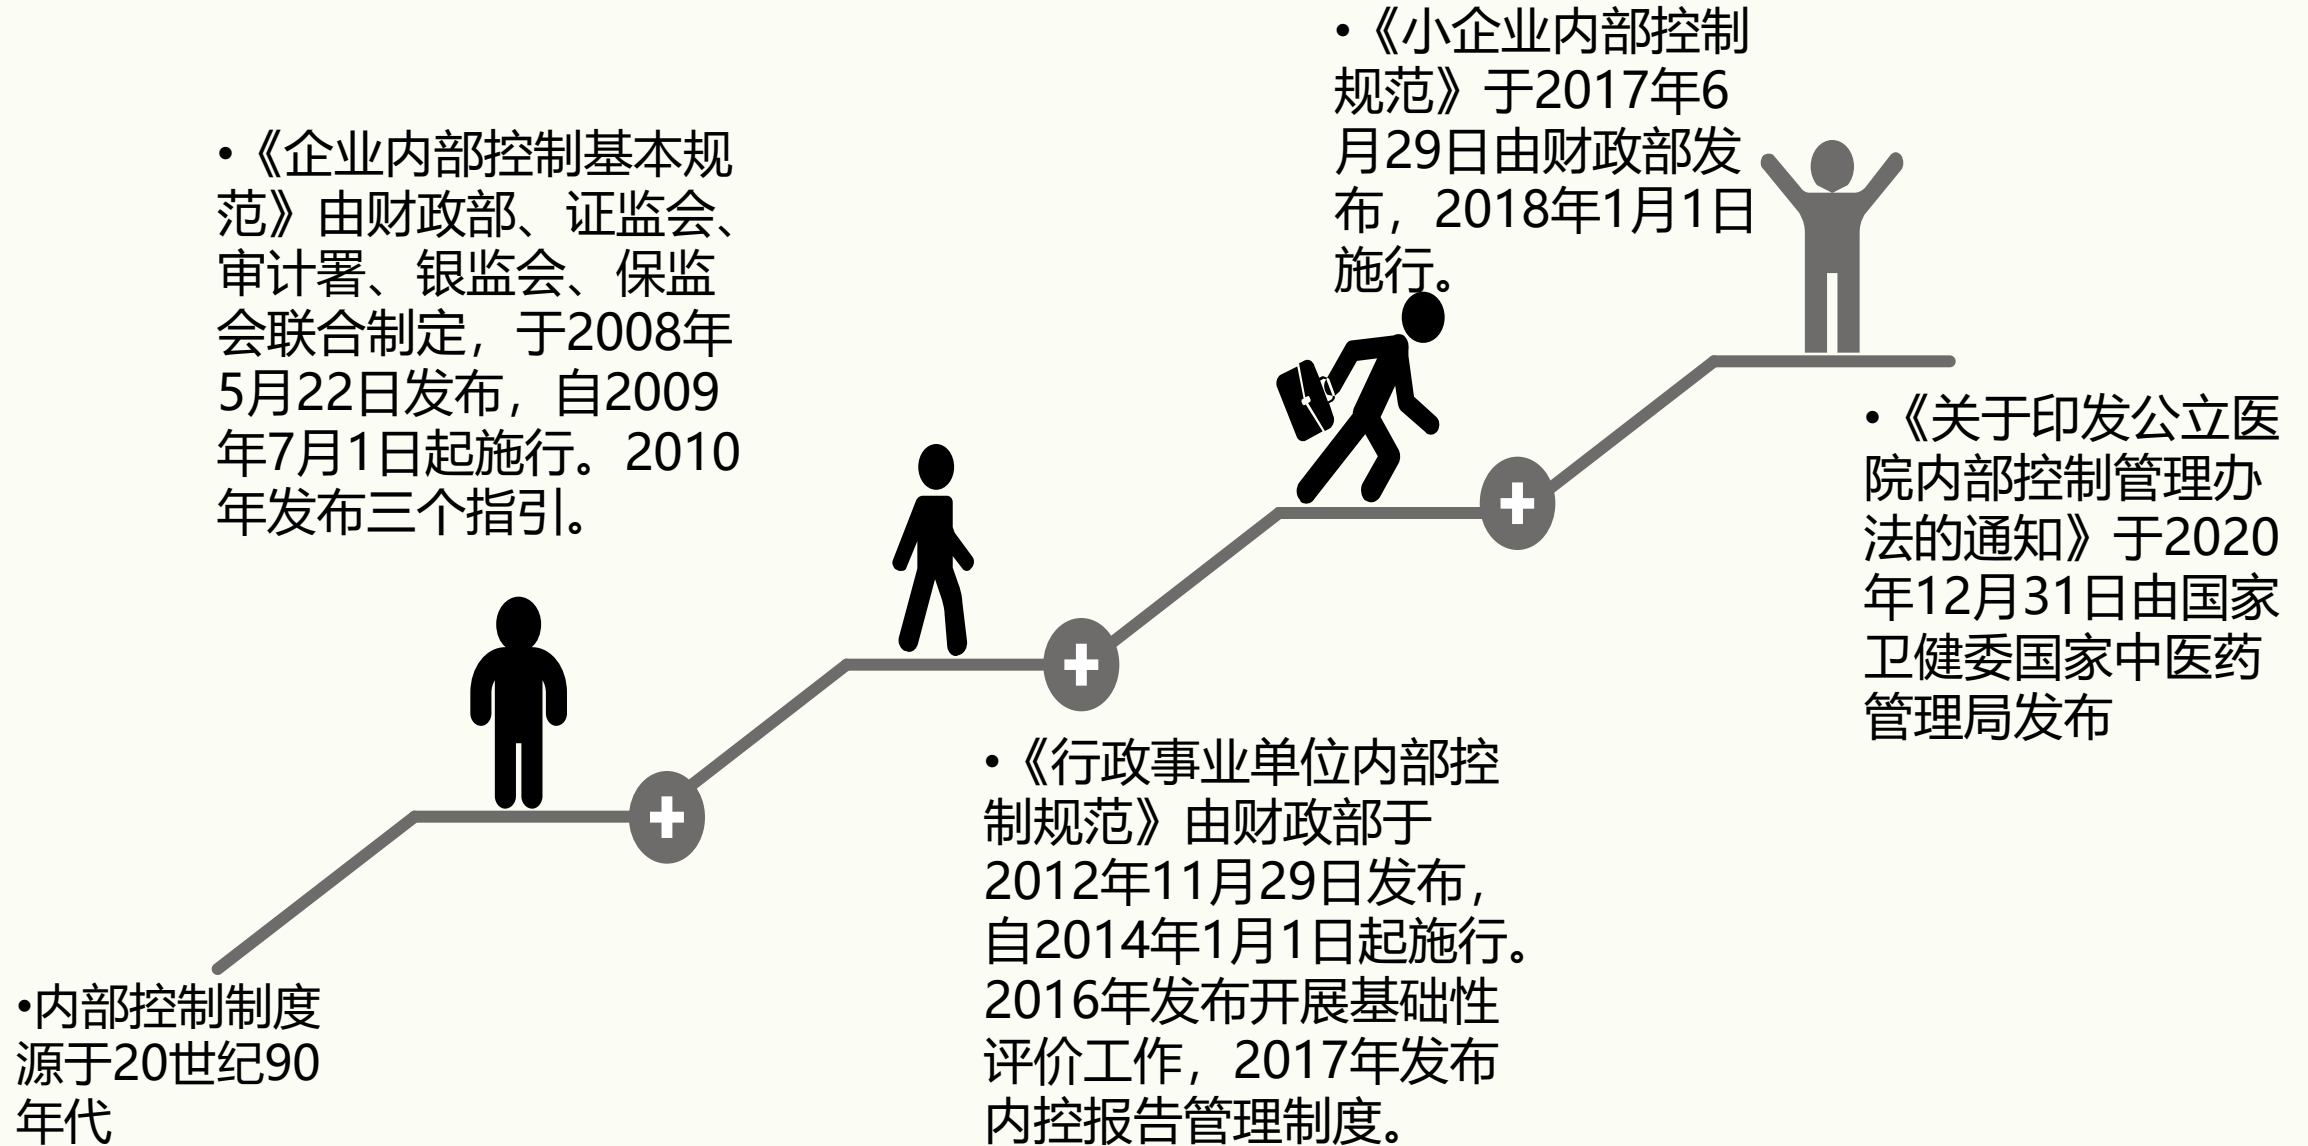 •内部控制制度
源于20世纪90
年代
•《企业内部控制基本规
范》由财政部、证监会、
审计署、银监会、保监
会联合制定，于2008年
5月22日发布，自2009
年7月1日起施行。2010
年发布三个指引。
•《行政事业单位内部控
制规范》由财政部于
2012年11月29日发布，
自2014年1月1日起施行。
2016年发布开展基础性
评价工作，2017年发布
内控报告管理制度。
•《小企业内部控制
规范》于2017年6
月29日由财政部发
布，2018年1月1日
施行。
•《关于印发公立医
院内部控制管理办
法的通知》于2020
年12月31日由国家
卫健委国家中医药
管理局发布